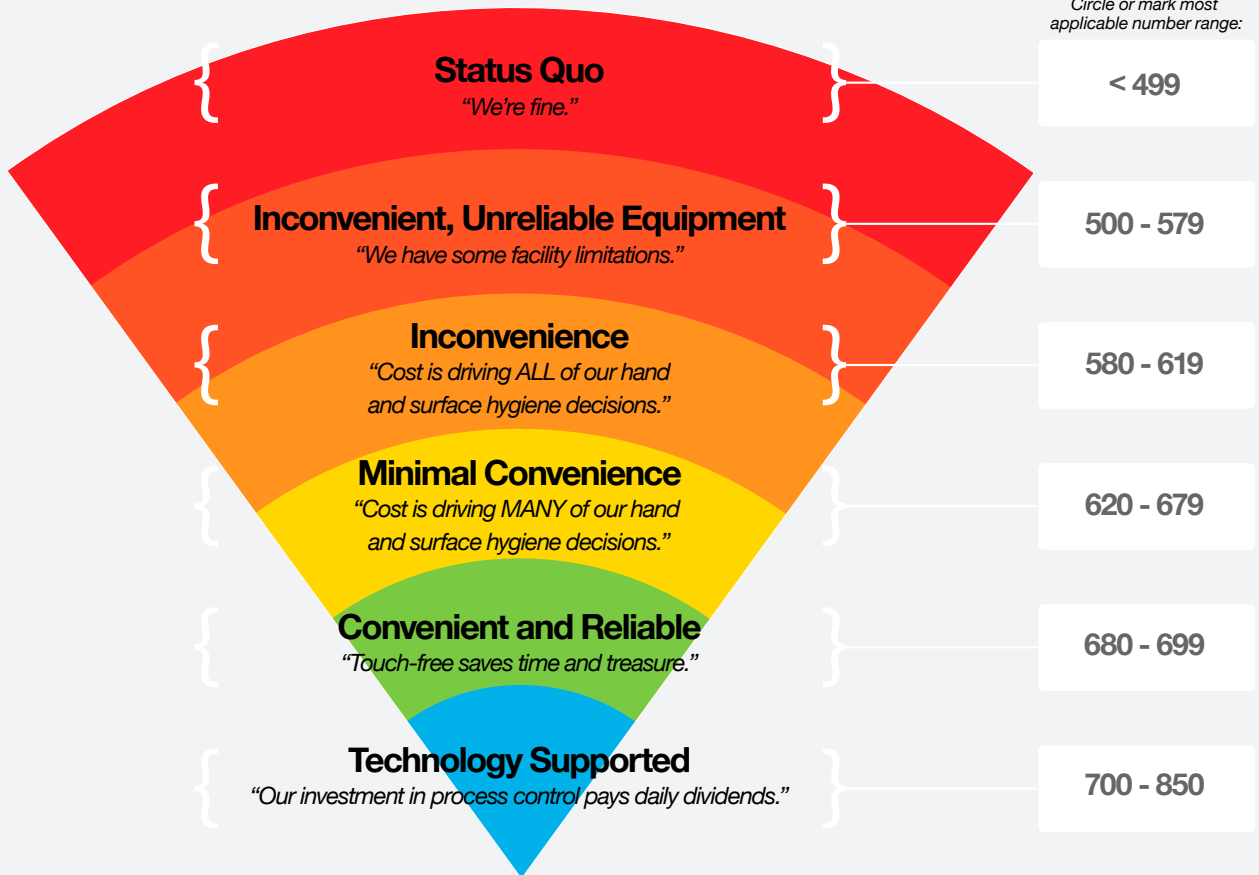 Circle or mark most
applicable number range:
Status Quo
“We’re fine.”
< 499
Inconvenient, Unreliable Equipment
“We have some facility limitations.”
500 - 579
Inconvenience
“Cost is driving ALL of our hand
and surface hygiene decisions.”
580 - 619
Minimal Convenience
“Cost is driving MANY of our hand
and surface hygiene decisions.”
620 - 679
Convenient and Reliable
“Touch-free saves time and treasure.”
680 - 699
Technology Supported
“Our investment in process control pays daily dividends.”
700 - 850